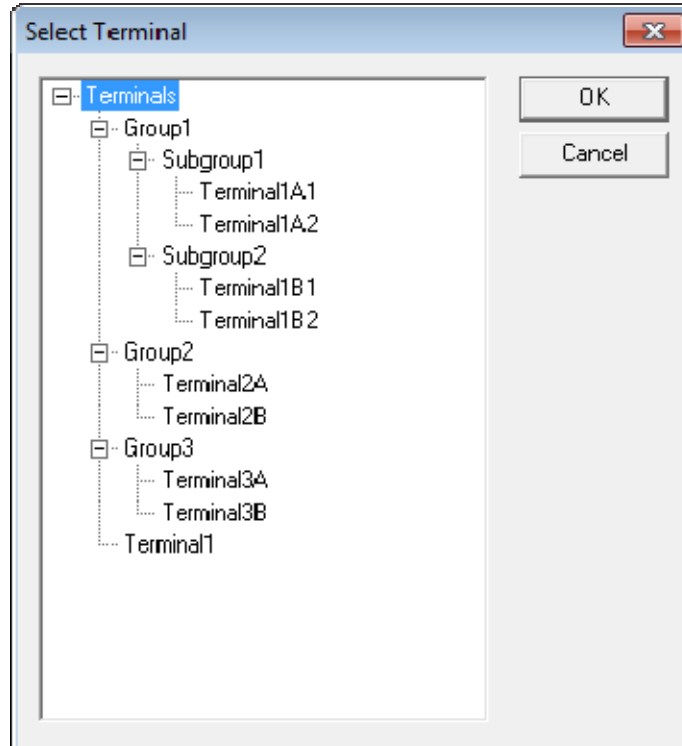 Select Terminal
Terminals
Group1
Subgroup1
Terminal1A1
Terminal1A2
Subgroup2
Terminal1B1
Terminal1B2
Group2
Terminal2A
Terminal2B
Group3
Terminal3A
Terminal3B
Terminal1
OK
Cancel